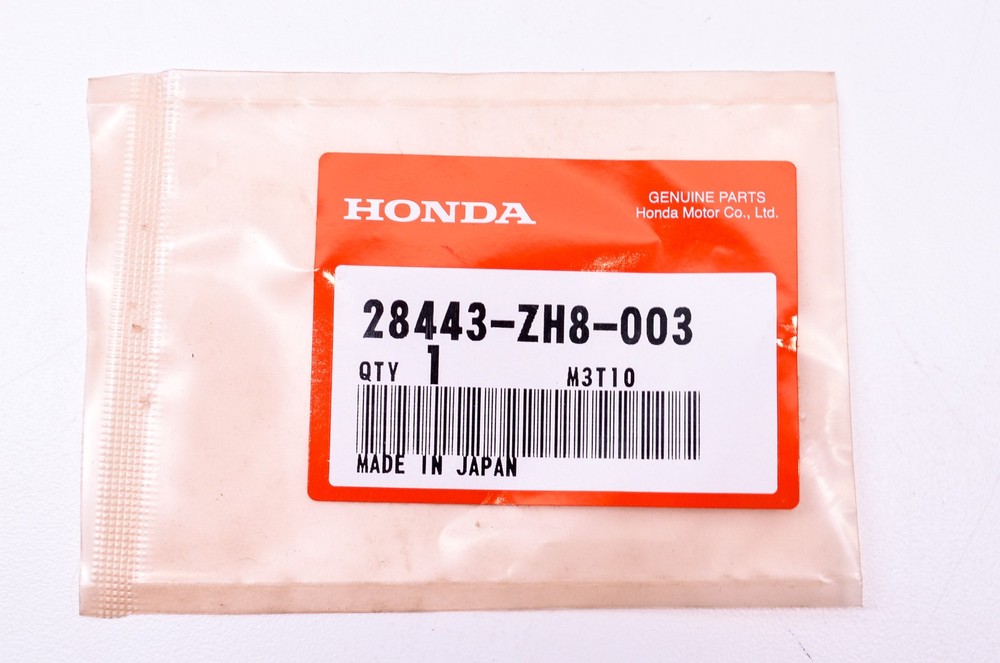 HONDA
GENUINE PARTS
Honda Motor Co., Ltd.
28443-ZH8-003
QTY 1 M3T10
MADE IN JAPAN